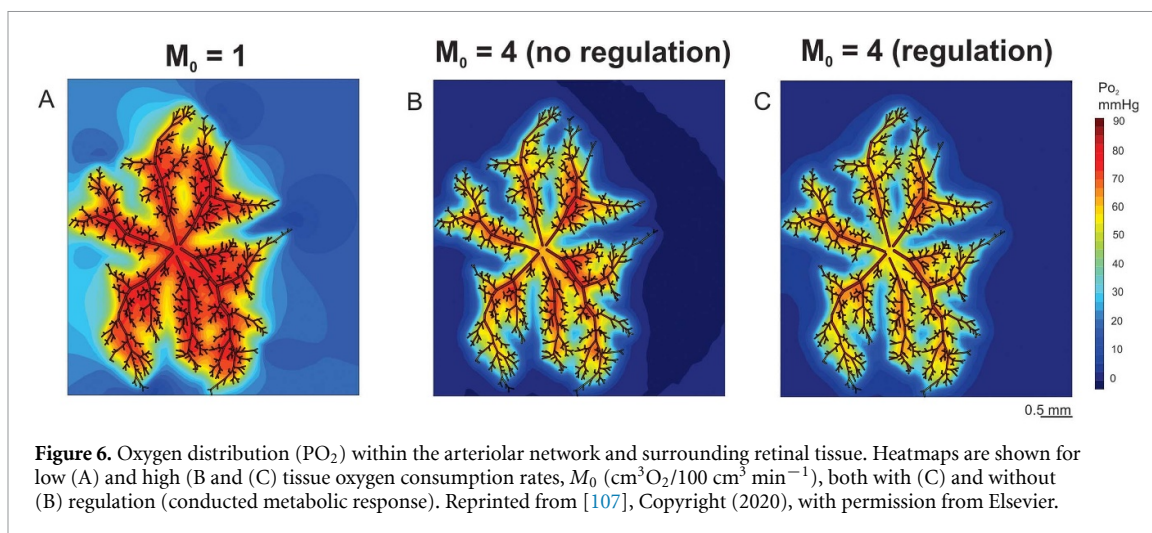 M₀ = 1
M₀ = 4 (no regulation)
M₀ = 4 (regulation)
A
B
C
Po₂
mmHg
90
80
70
60
50
40
30
20
10
0
0.5 mm
Figure 6. Oxygen distribution (PO₂) within the arteriolar network and surrounding retinal tissue. Heatmaps are shown for
low (A) and high (B and (C) tissue oxygen consumption rates, M₀ (cm³O₂/100 cm³ min⁻¹), both with (C) and without
(B) regulation (conducted metabolic response). Reprinted from [107], Copyright (2020), with permission from Elsevier.